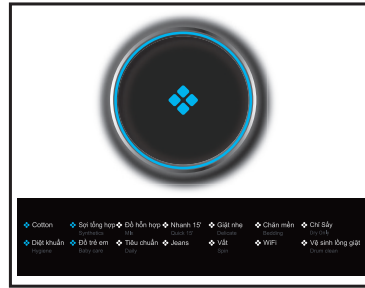 Cotton Sợi tổng hợp Đồ hỗn hợp Nhanh 15' Giặt nhẹ Chăn mền Chỉ Sấy
Synthetics Mix Quick 15' Delicate Bedding Dry Only
Diệt khuẩn Đồ trẻ em Tiêu chuẩn Jeans Vắt WiFi Vệ sinh lồng giặt
Hygiene Baby care Daily Spin Drum clean